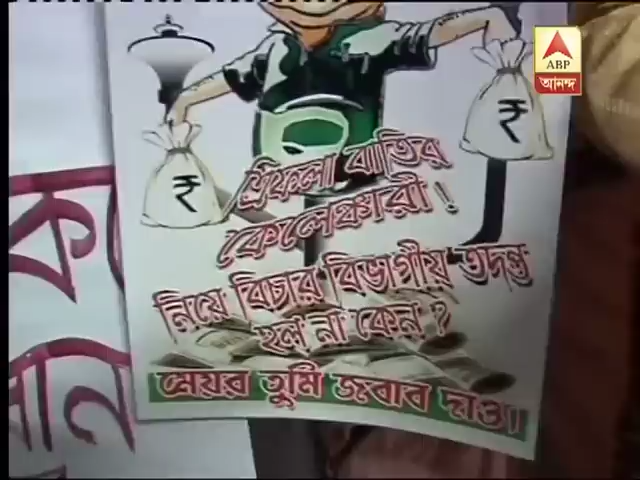 ABP
আনন্দ
₹
₹
ত্রিফলা বাতির
কেলেঙ্কারী!
নিয়ে বিচার বিভাগীয় তদন্ত
হল না কেন?
মেয়র তুমি জবাব দাও।